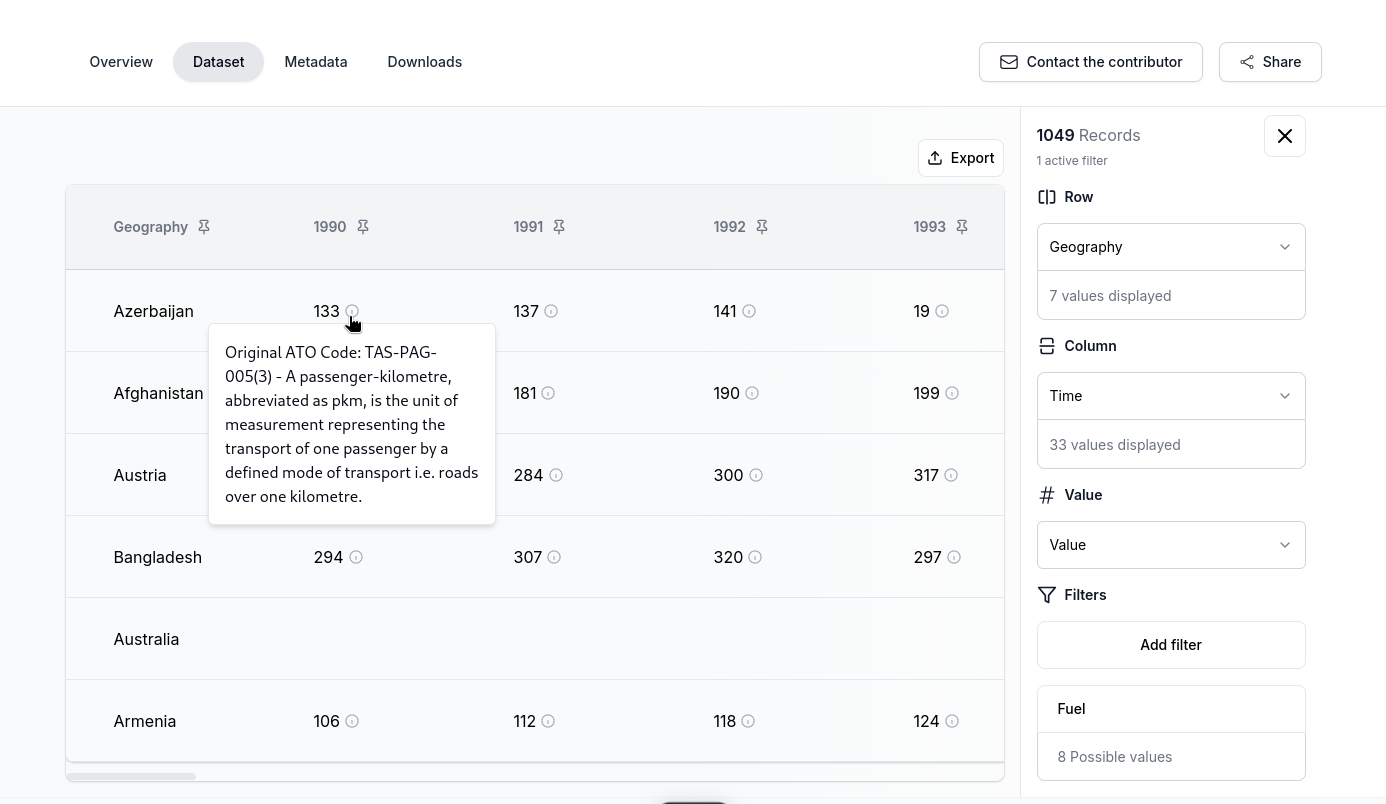 Overview Dataset Metadata Downloads Contact the contributor Share
1049 Records
1 active filter
Export
Row
Geography 1990 1991 1992 1993
Geography
7 values displayed
Azerbaijan 133 137 141 19
Original ATO Code: TAS-PAG-
005(3) - A passenger-kilometre,
abbreviated as pkm, is the unit of
measurement representing the
transport of one passenger by a
defined mode of transport i.e. roads
over one kilometre.
Column
Afghanistan 181 190 199
Time
33 values displayed
Austria 284 300 317
Value
Value
Bangladesh 294 307 320 297
Filters
Add filter
Australia
Armenia 106 112 118 124
Fuel
8 Possible values